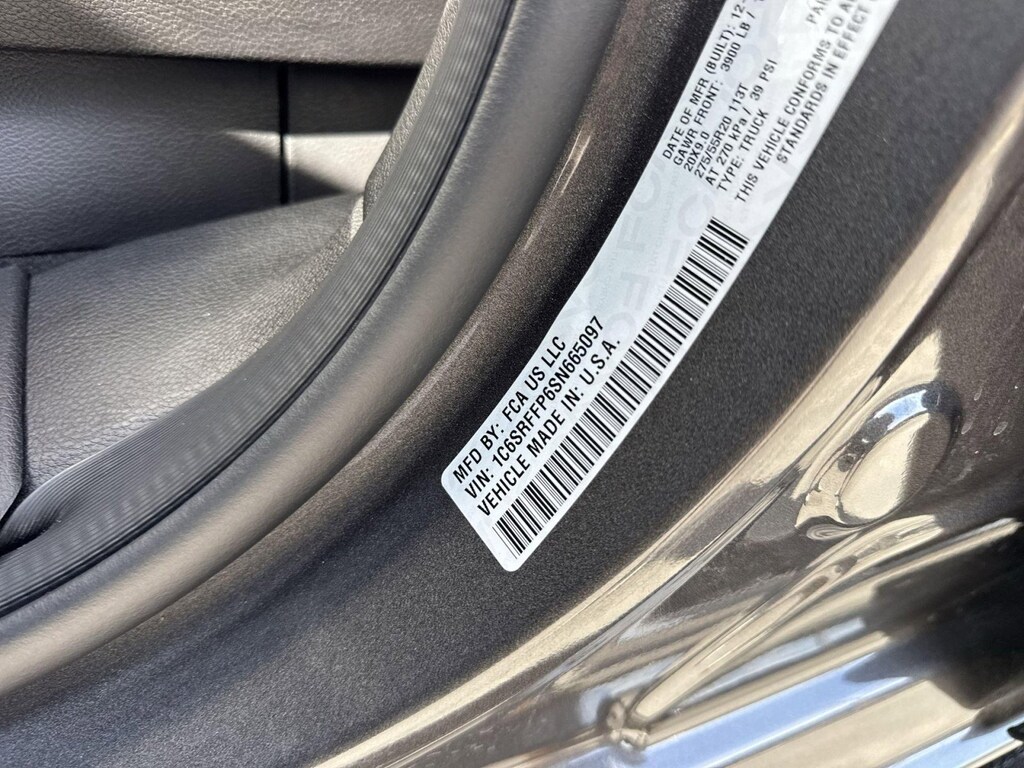 MFD BY: FCA US LLC
VIN: 1C6SRFFP6SN665097
VEHICLE MADE IN: U.S.A.
DATE OF MFR (BUILT): 12-
GAWR FRONT: 3900 LB /
20X9.0
275/55R20 113T
AT 270 kPa / 39 PSI
TYPE: TRUCK
THIS VEHICLE CONFORMS TO A
STANDARDS IN EFFECT